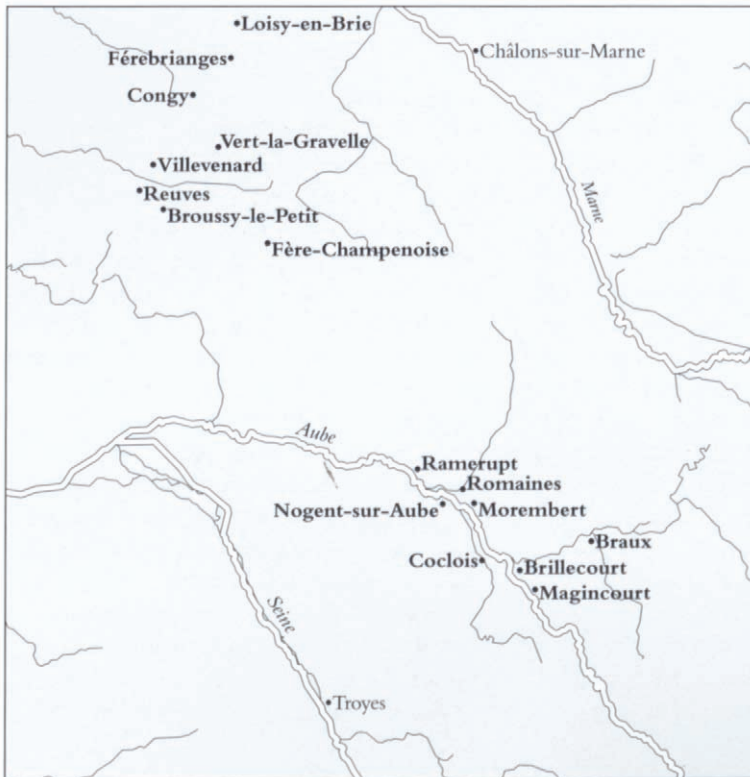 Loisy-en-Brie
Châlons-sur-Marne
Férebrianges
Congy
Vert-la-Gravelle
Villevenard
Reuves
Marne
Broussy-le-Petit
Fère-Champenoise
Aube
Ramerupt
Romaines
Nogent-sur-Aube
Morembert
Braux
Coclois
Brillecourt
Magincourt
Seine
Troyes